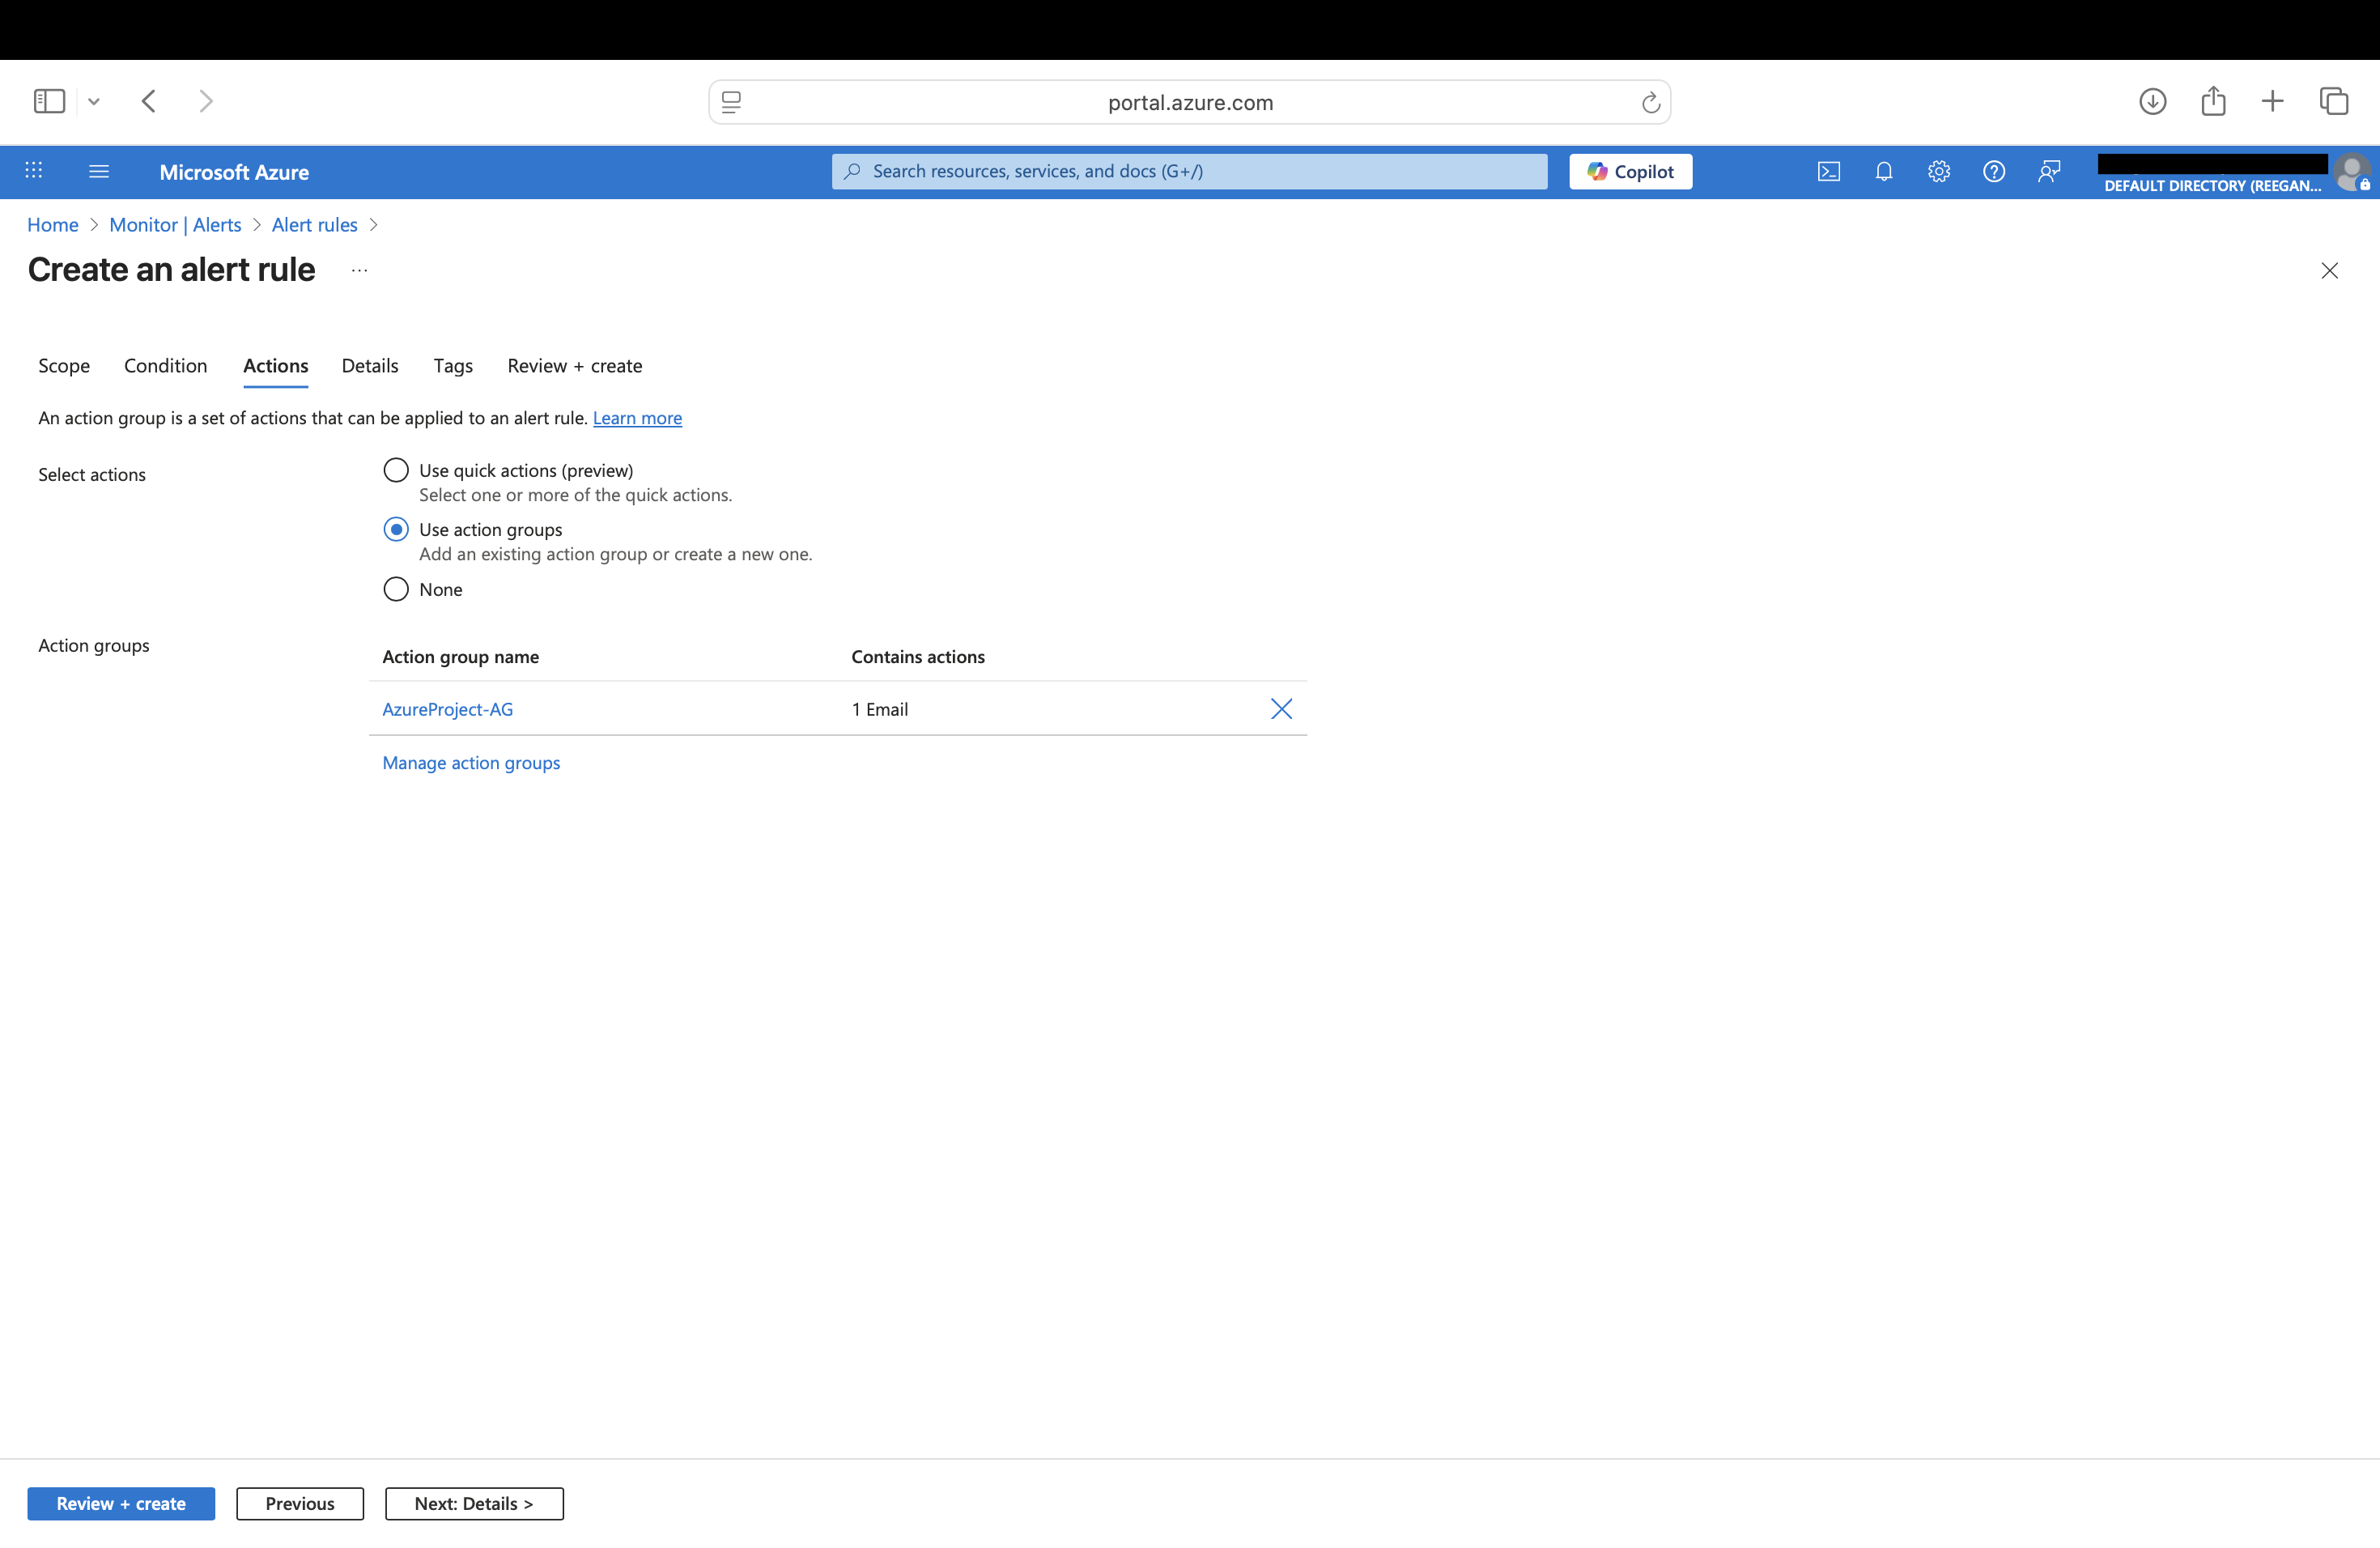 portal.azure.com
Microsoft Azure
Search resources, services, and docs (G+/)
Copilot
DEFAULT DIRECTORY (REEGAN...
Home > Monitor | Alerts > Alert rules >
Create an alert rule ...
Scope Condition Actions Details Tags Review + create
An action group is a set of actions that can be applied to an alert rule. Learn more
Select actions
Use quick actions (preview)
Select one or more of the quick actions.
Use action groups
Add an existing action group or create a new one.
None
Action groups
Action group name Contains actions
AzureProject-AG 1 Email
Manage action groups
Review + create Previous Next: Details >